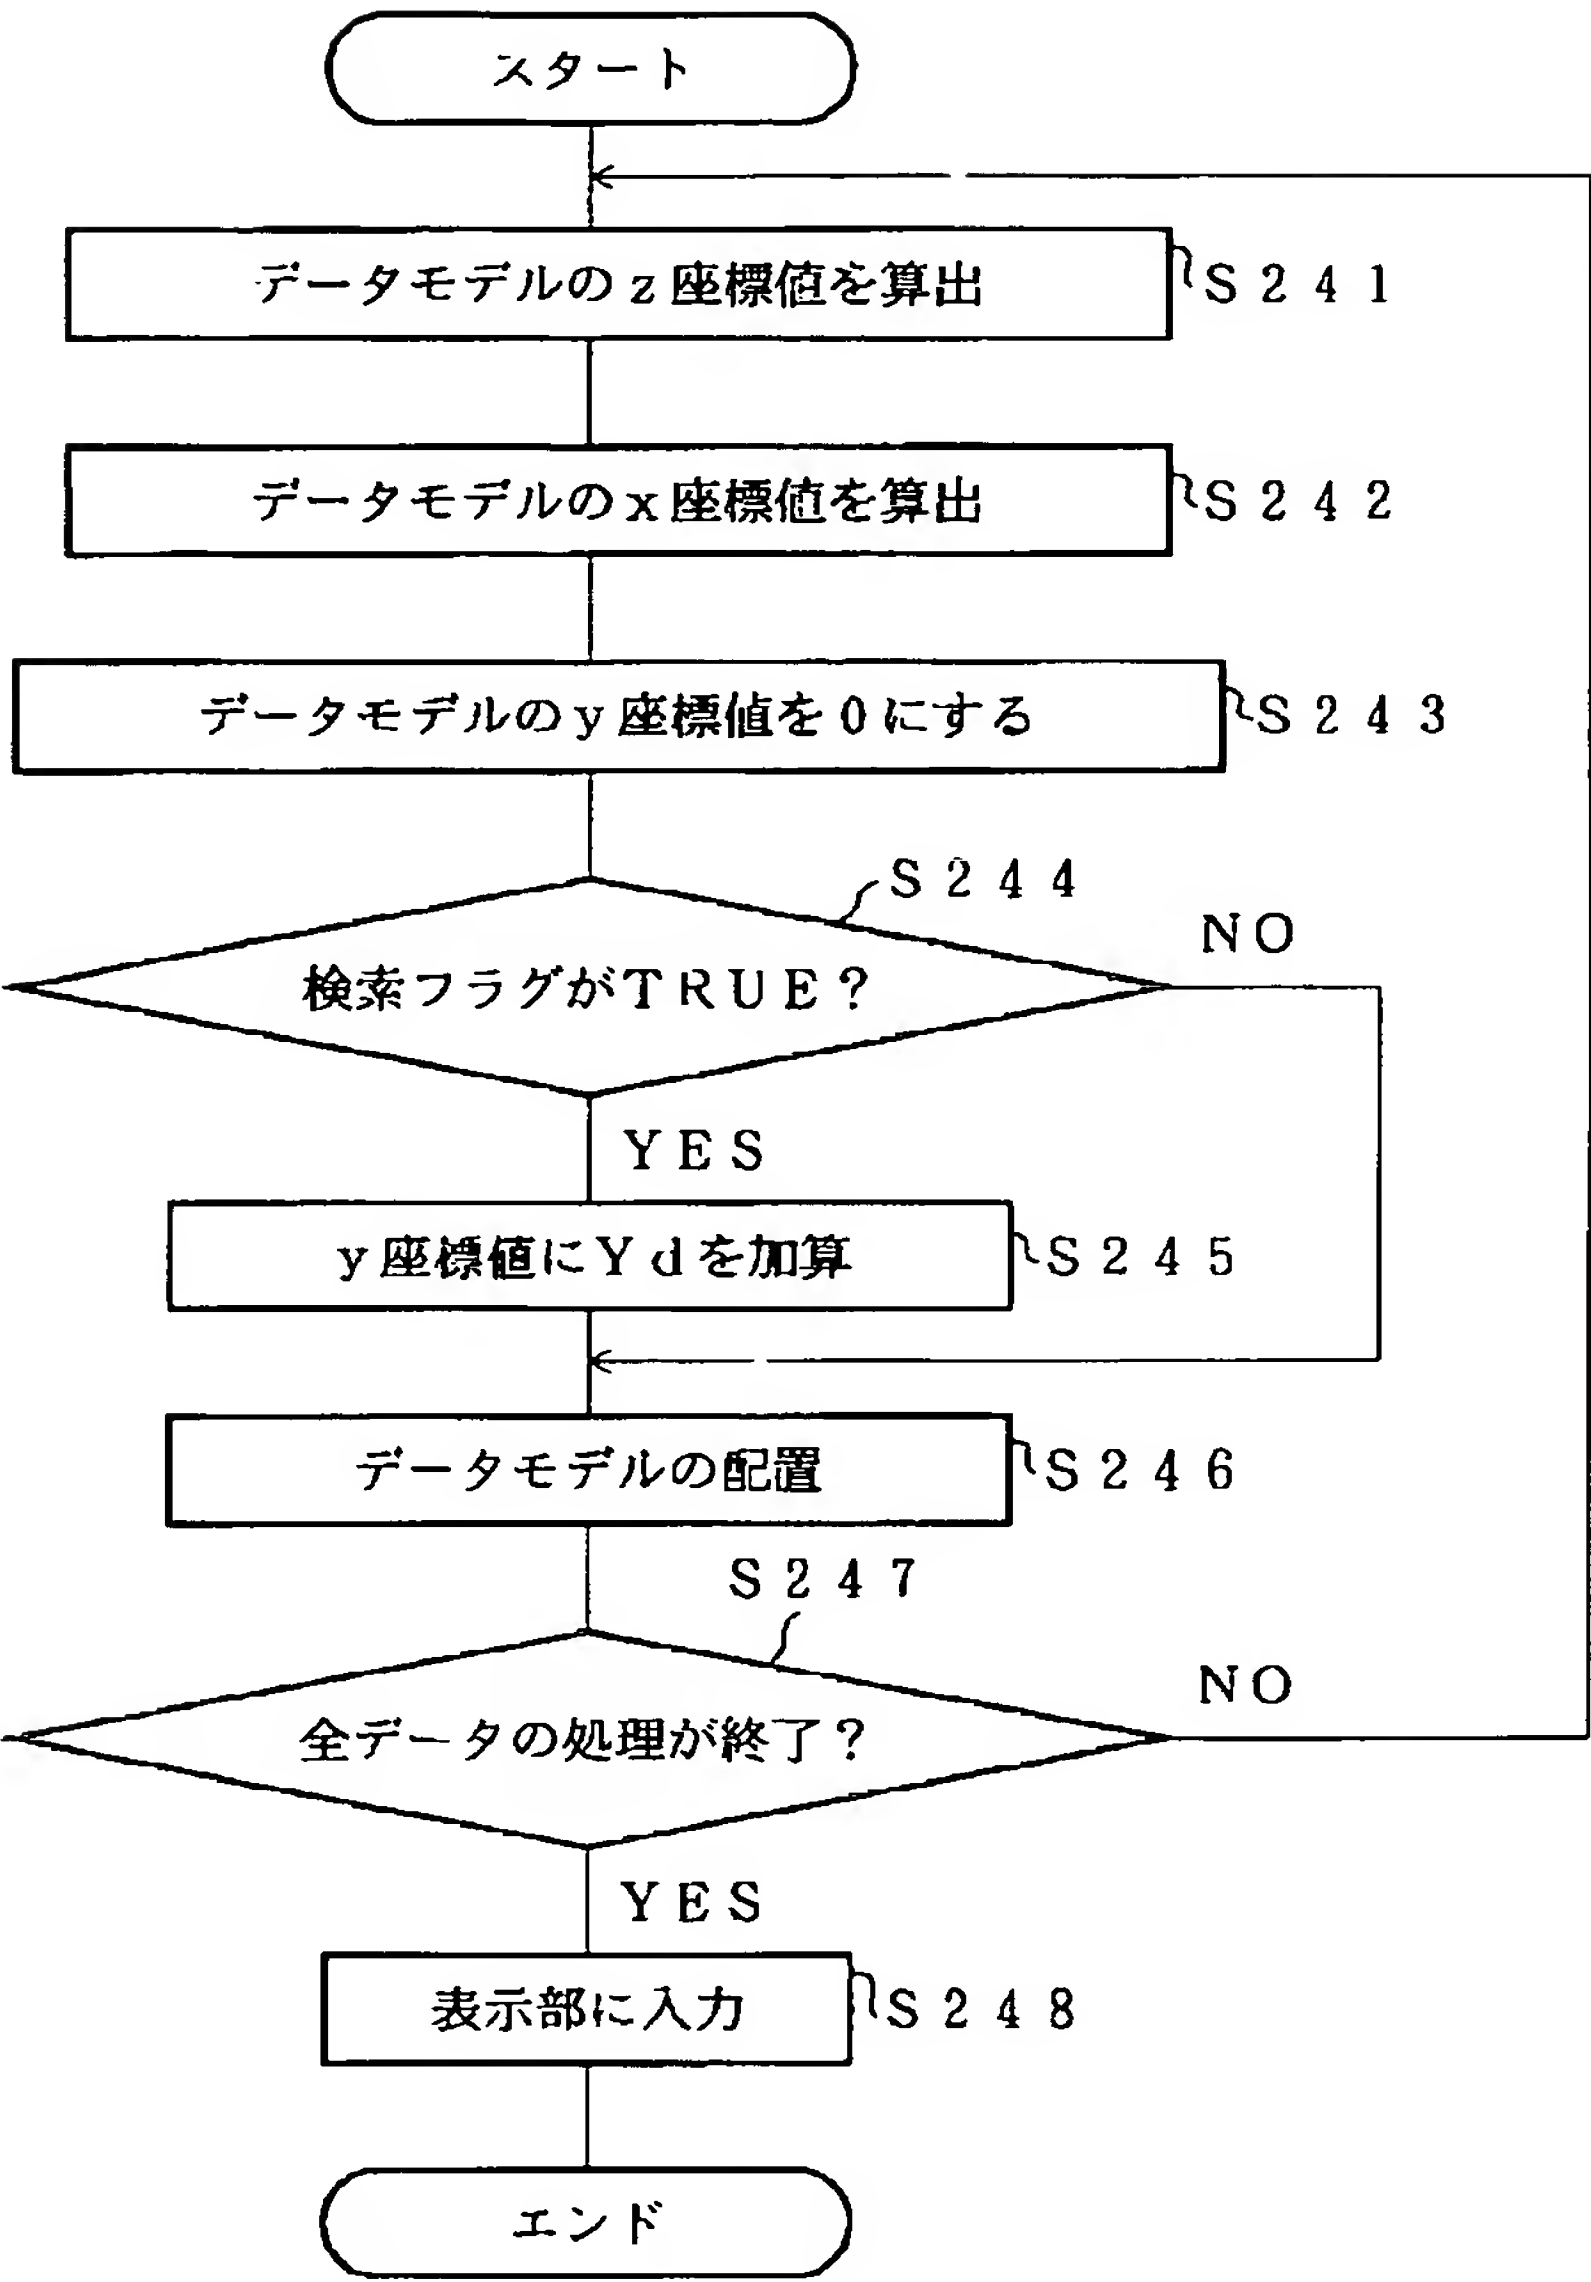 スタート
データモデルのz座標値を算出
S241
データモデルのx座標値を算出
S242
データモデルのy座標値を0にする
S243
S244
NO
検索フラグがTRUE?
YES
y座標値にYdを加算
S245
データモデルの配置
S246
S247
NO
全データの処理が終了?
YES
表示部に入力
S248
エンド